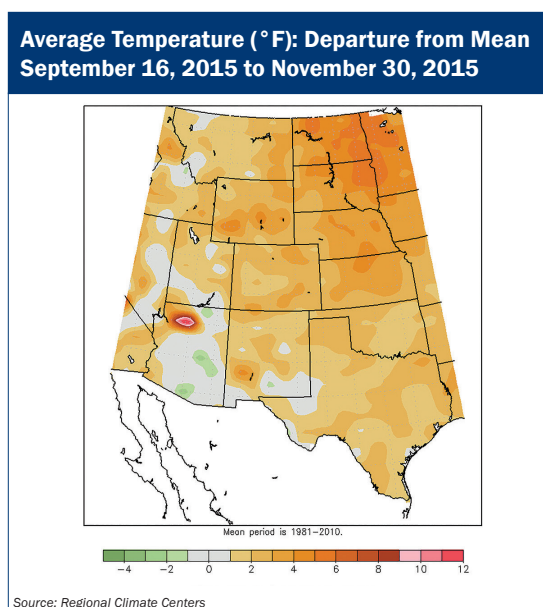 Average Temperature (°F): Departure from Mean
September 16, 2015 to November 30, 2015
Mean period is 1981–2010.
−4 −2 0 2 4 6 8 10 12
Source: Regional Climate Centers